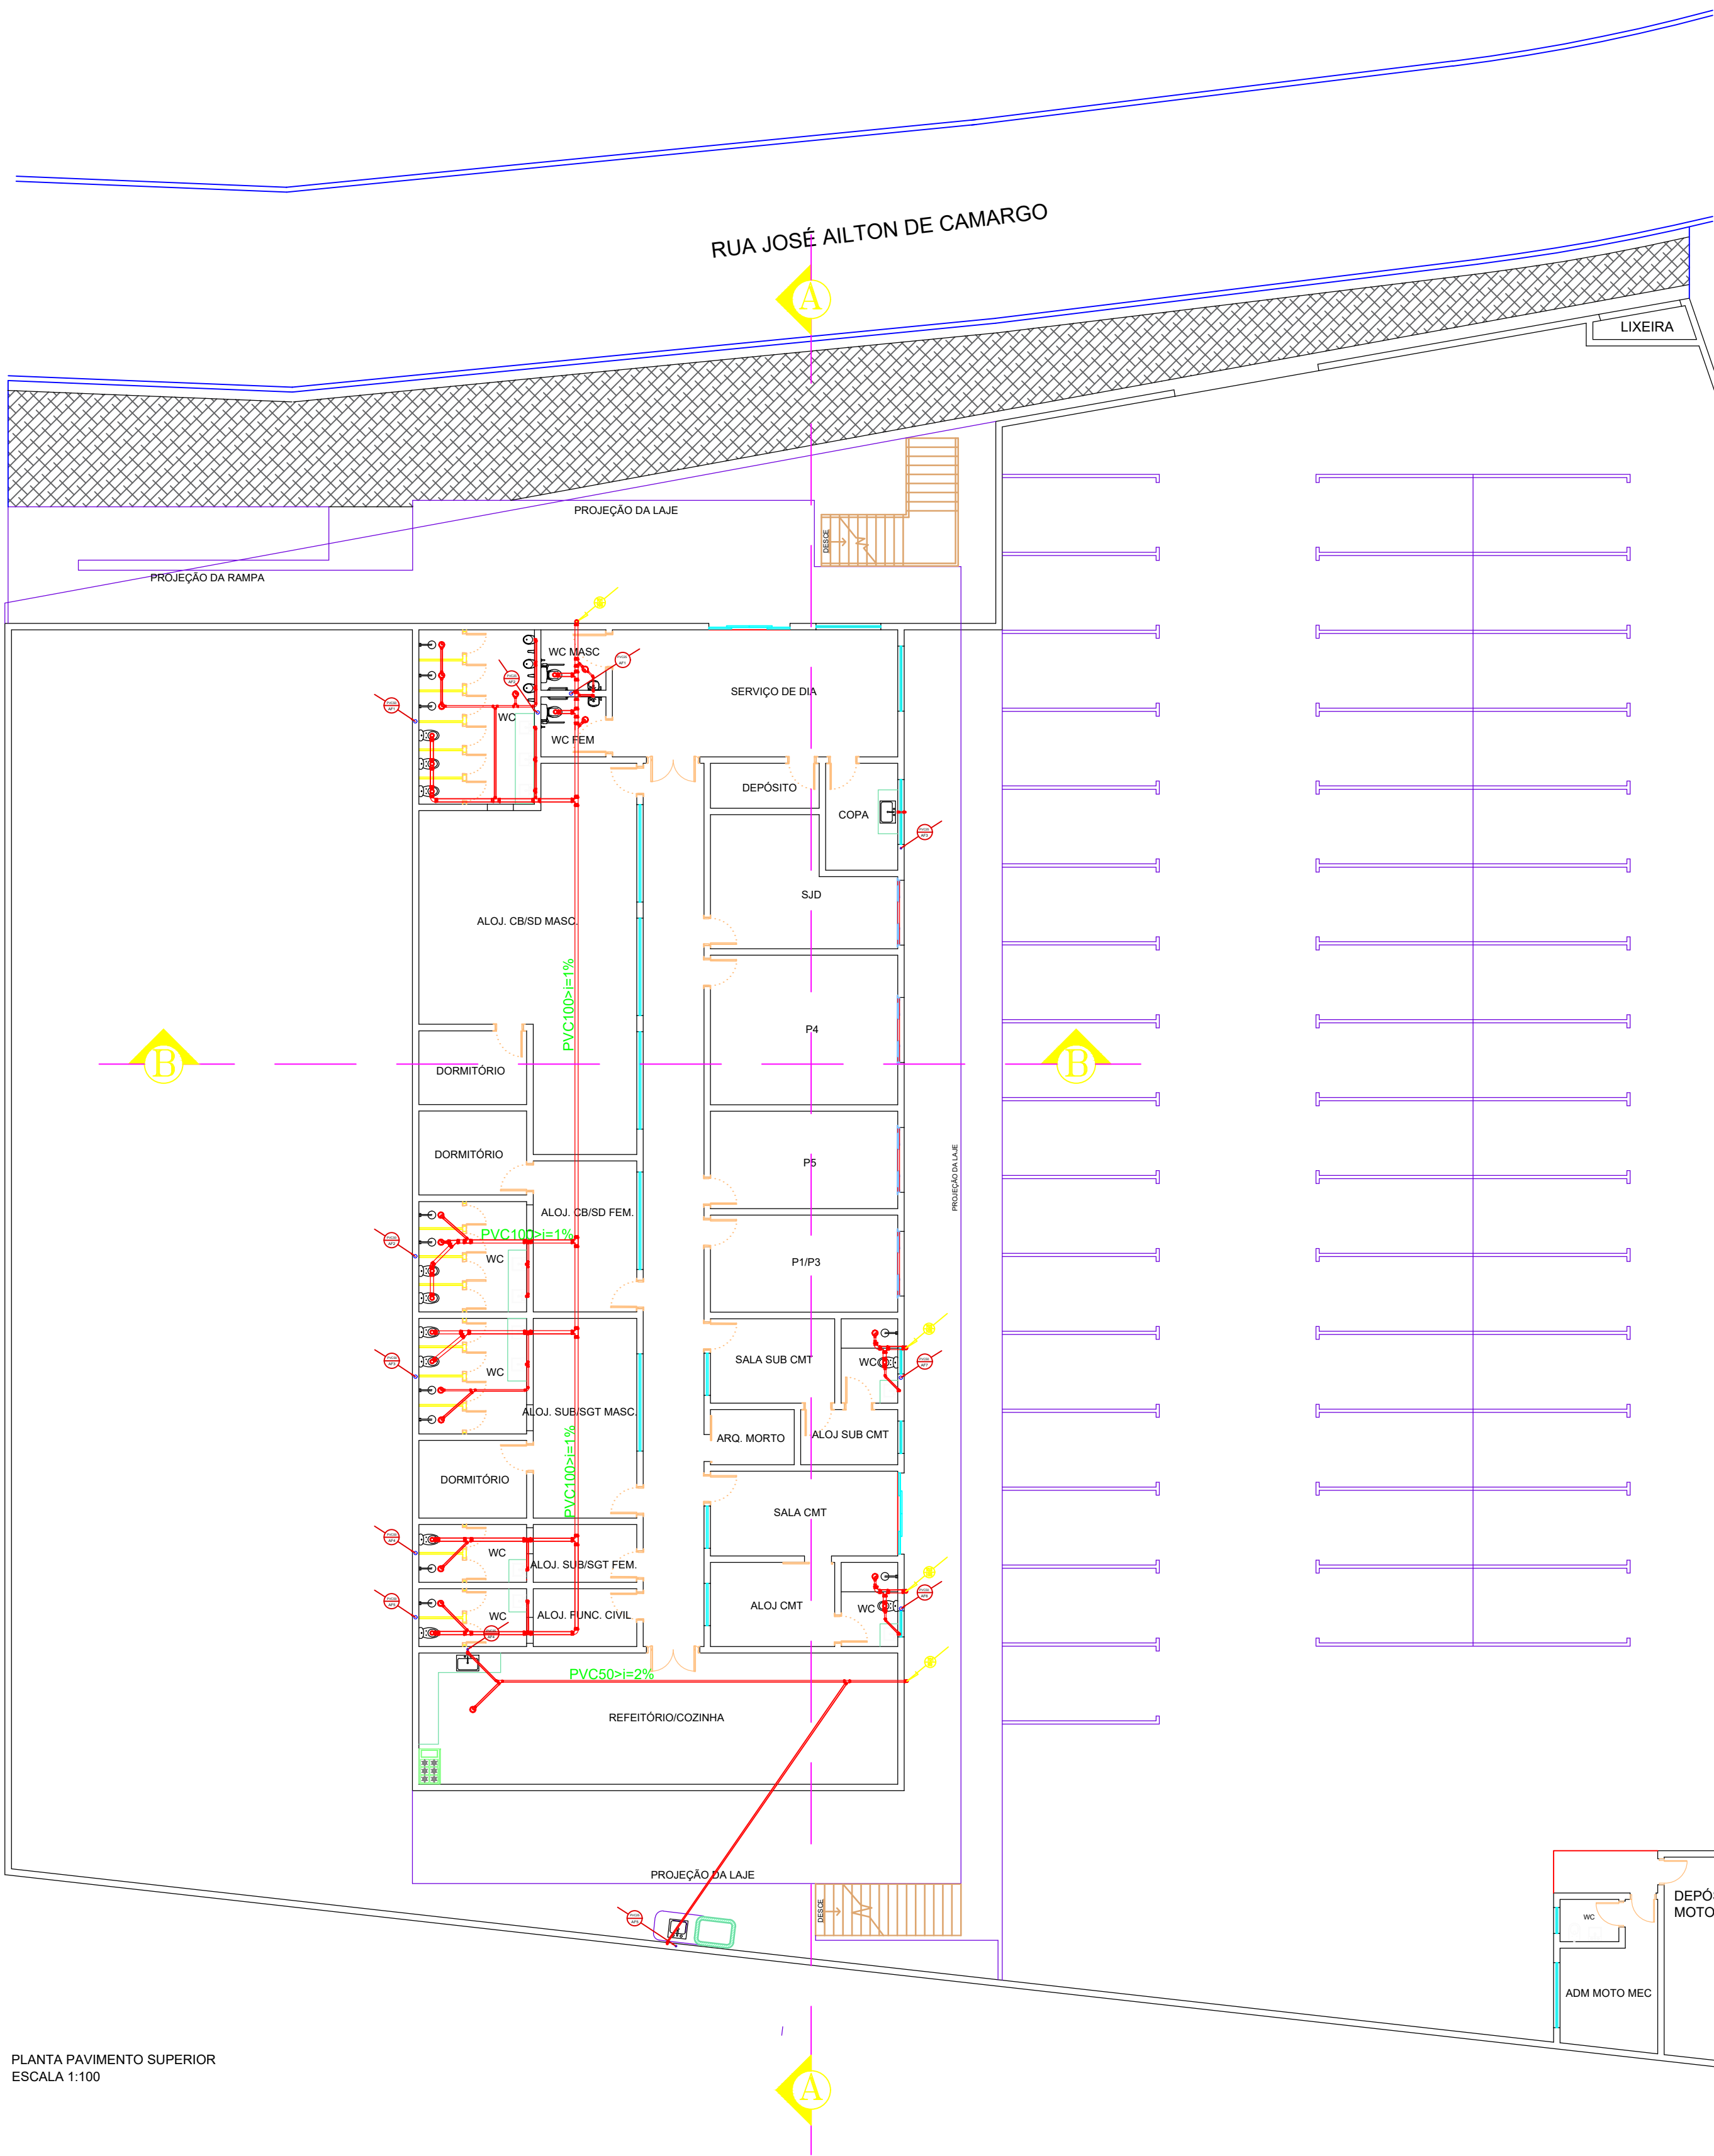 RUA JOSÉ AILTON DE CAMARGO
A
LIXEIRA
PROJEÇÃO DA LAJE
DESCE
PROJEÇÃO DA RAMPA
WC MASC
SERVIÇO DE DIA
WC
WC FEM
DEPÓSITO
COPA
SJD
ALOJ. CB/SD MASC.
PVC100>i=1%
P4
B
B
DORMITÓRIO
DORMITÓRIO
P5
PROJEÇÃO DA LAJE
ALOJ. CB/SD FEM.
PVC100>i=1%
WC
P1/P3
SALA SUB CMT
WC
WC
ALOJ. SUB/SGT MASC.
ARQ. MORTO
ALOJ SUB CMT
PVC100>i=1%
DORMITÓRIO
SALA CMT
WC
ALOJ. SUB/SGT FEM.
ALOJ CMT
WC
WC
ALOJ. FUNC. CIVIL
PVC50>i=2%
REFEITÓRIO/COZINHA
PROJEÇÃO DA LAJE
DESCE
WC
DEPÓS
MOTO
ADM MOTO MEC
PLANTA PAVIMENTO SUPERIOR
ESCALA 1:100
A